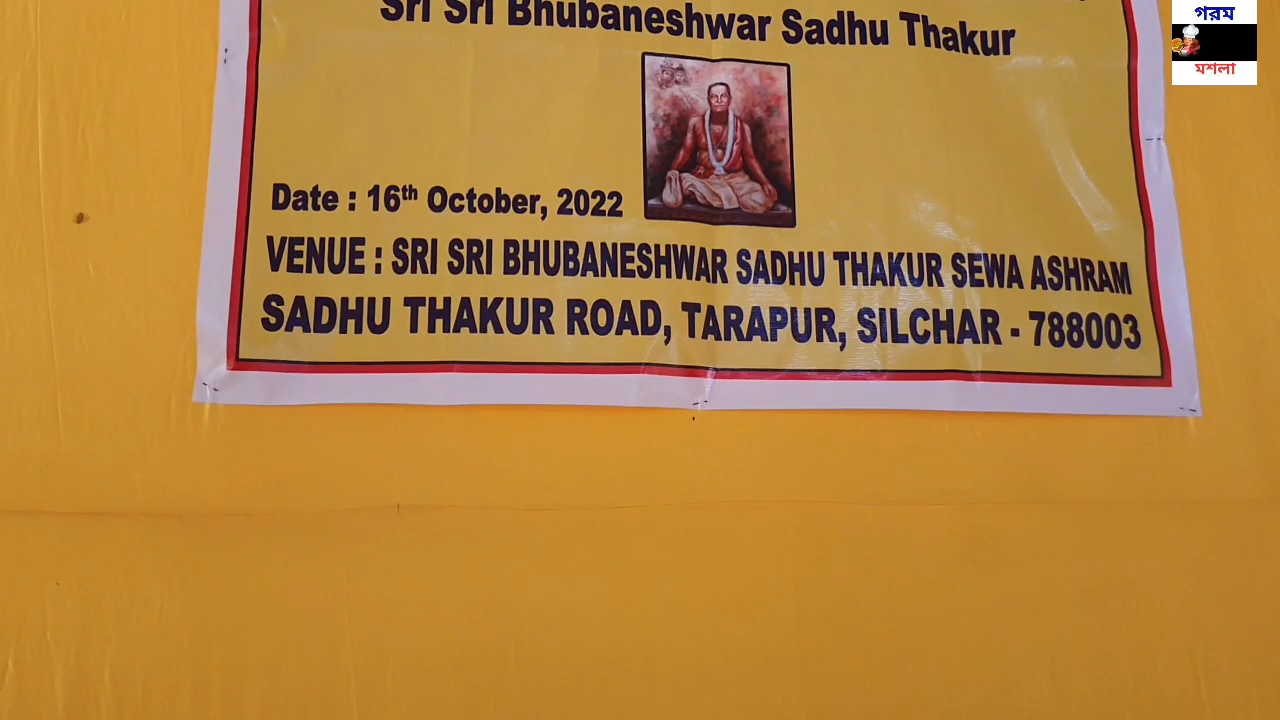 গরম
মশলা
Sri Sri Bhubaneshwar Sadhu Thakur
Date : 16th October, 2022
VENUE : SRI SRI BHUBANESHWAR SADHU THAKUR SEWA ASHRAM
SADHU THAKUR ROAD, TARAPUR, SILCHAR - 788003